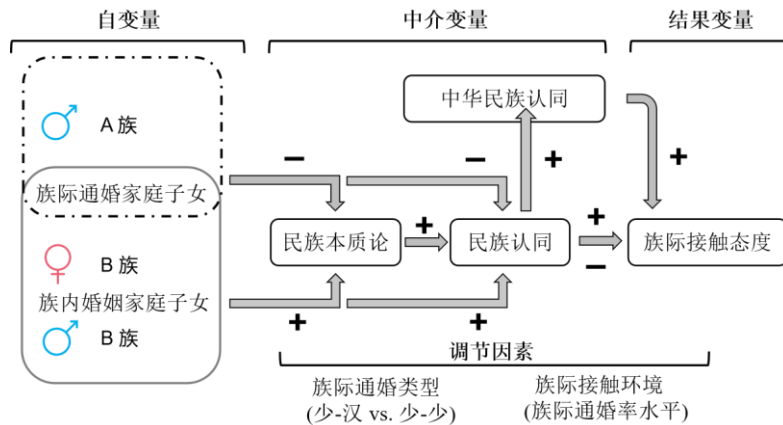 自变量
中介变量
结果变量
中华民族认同
A 族
+
− − +
族际通婚家庭子女
民族本质论
+
民族认同
+
−
族际接触态度
B 族
族内婚姻家庭子女
+ +
B 族
调节因素
族际通婚类型
(少-汉 vs. 少-少)
族际接触环境
(族际通婚率水平)